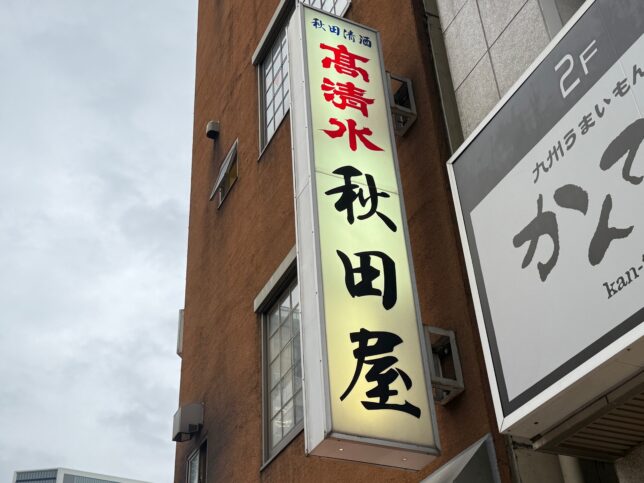 秋田清酒
高清水
秋田屋
2F
九州うまいもん
かんて
kan-